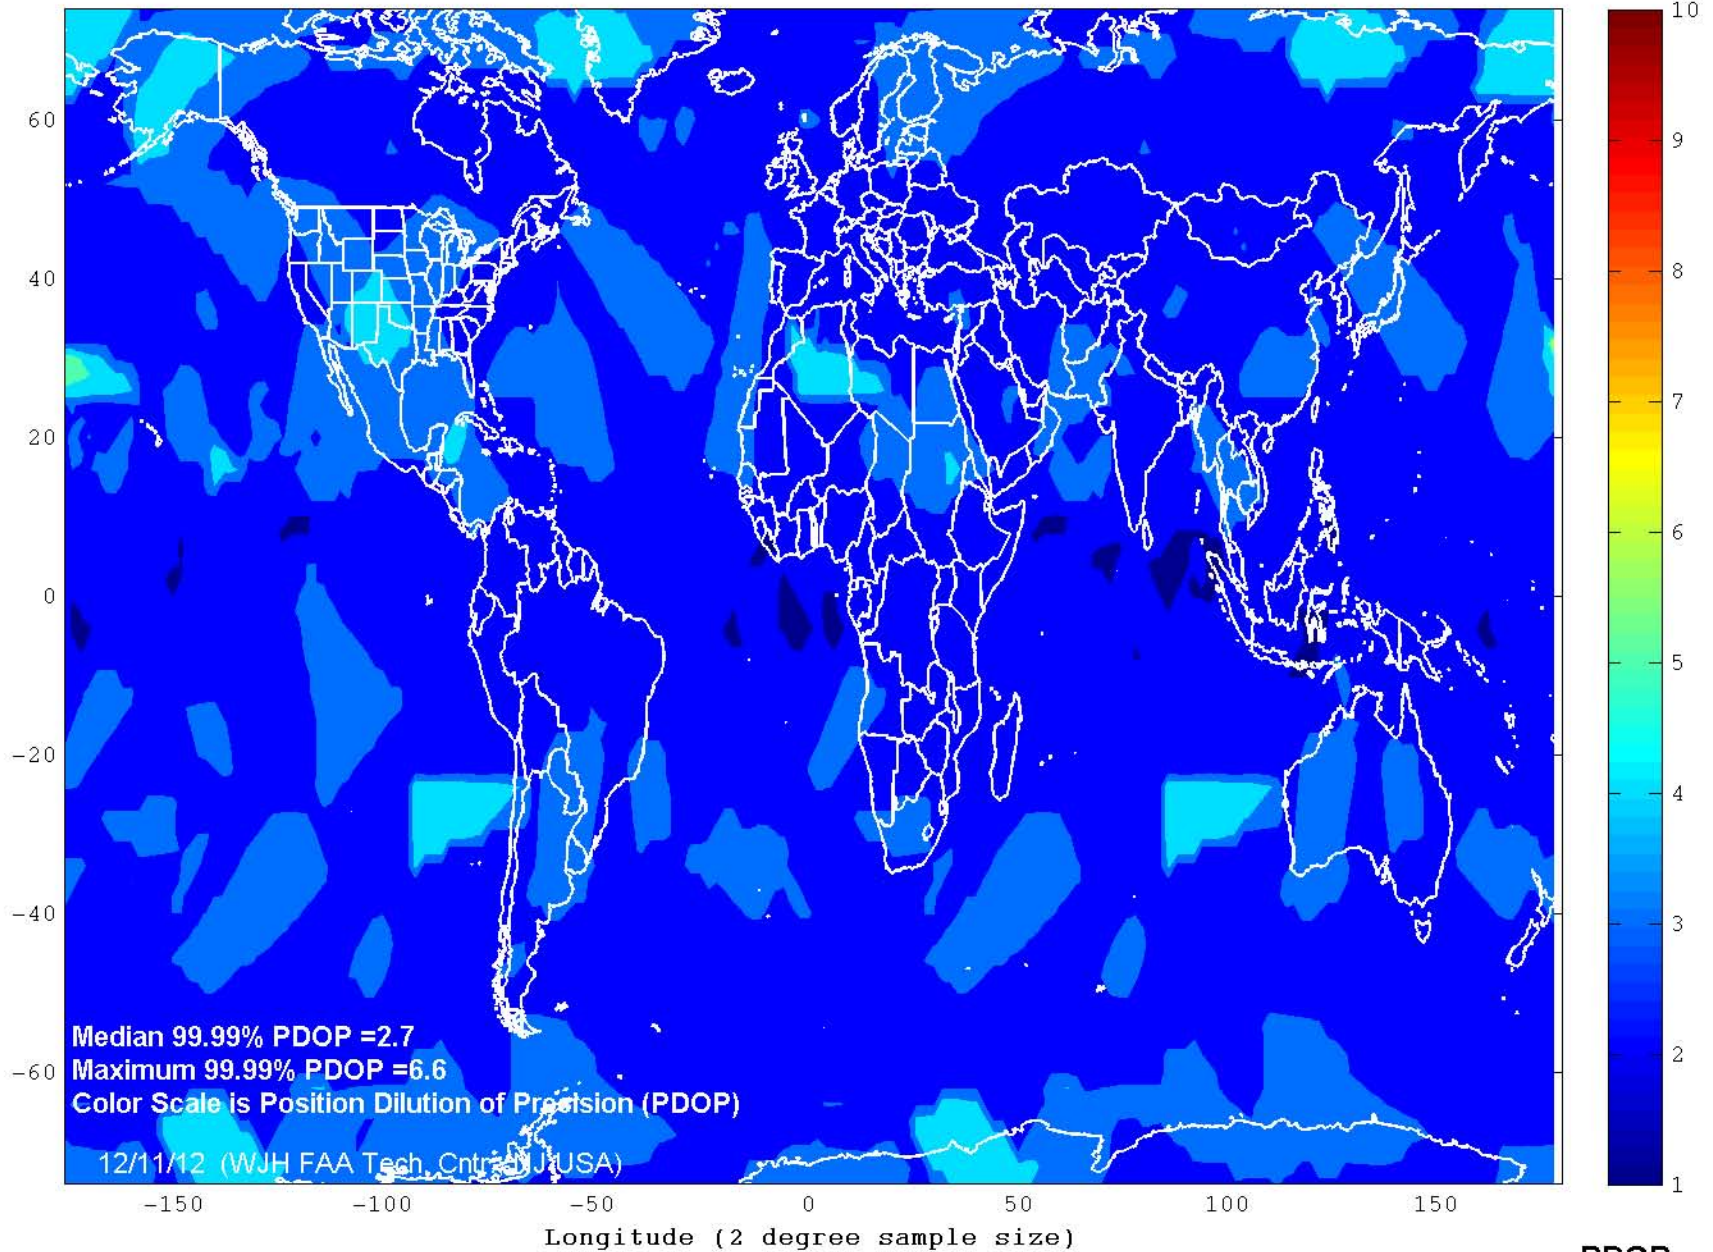 10
9
8
7
6
5
4
3
2
1
60
40
20
0
−20
−40
−60
Median 99.99% PDOP =2.7
Maximum 99.99% PDOP =6.6
Color Scale is Position Dilution of Precision (PDOP)
12/11/12 (WJH FAA Tech. Cntr. NJ USA)
−150 −100 −50 0 50 100 150
Longitude (2 degree sample size)
PDOP